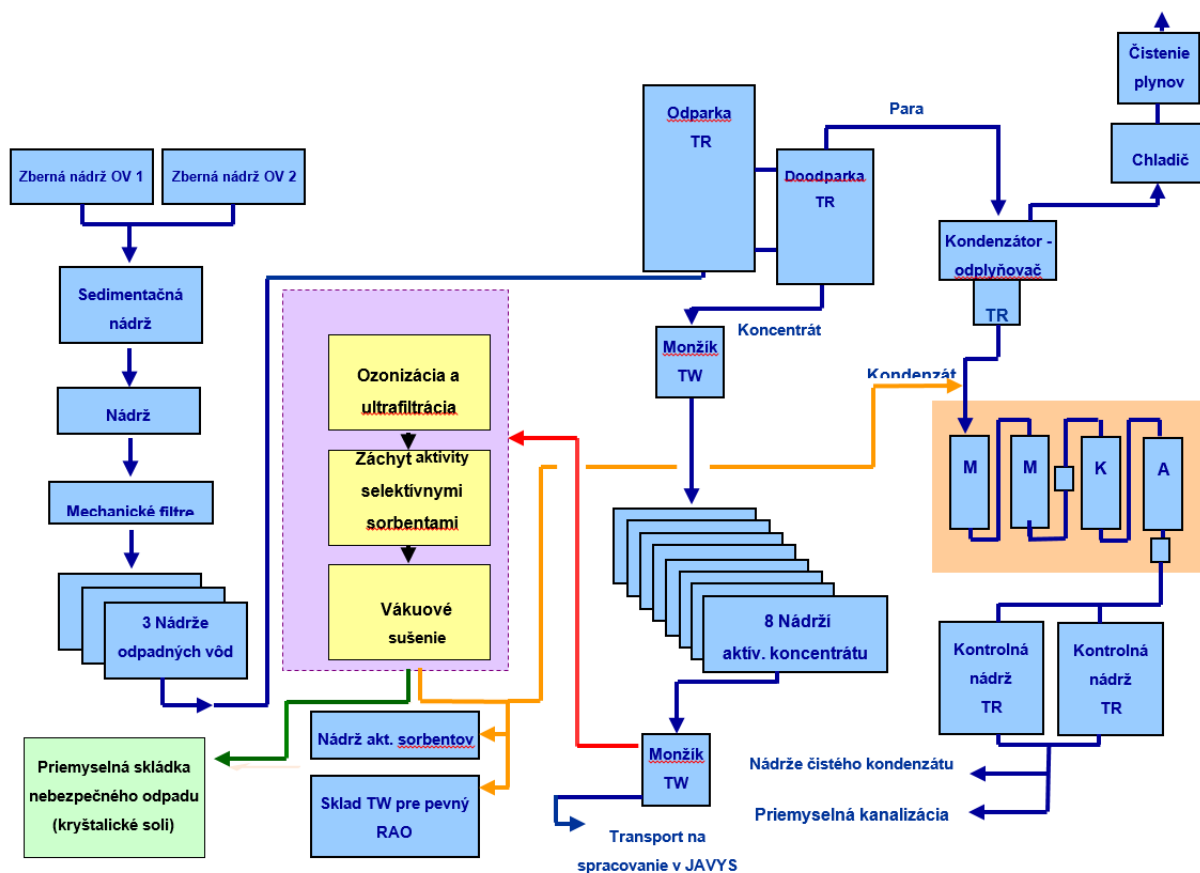 Zberná nádrž OV 1
Zberná nádrž OV 2
Sedimentačná
nádrž
Nádrž
Mechanické filtre
3 Nádrže
odpadných vôd
Ozonizácia a
ultrafiltrácia
Záchyt aktivity
selektívnymi
sorbentami
Vákuové
sušenie
Priemyselná skládka
nebezpečného odpadu
(kryštalické soli)
Nádrž akt. sorbentov
Sklad TW pre pevný
RAO
Odparka
TR
Doodparka
TR
Para
Koncentrát
Monžík
TW
8 Nádrží
aktív. koncentrátu
Monžík
TW
Transport na
spracovanie v JAVYS
Čistenie
plynov
Chladič
Kondenzátor -
odplyňovač
TR
Kondenzát
M
M
K
A
Kontrolná
nádrž
TR
Kontrolná
nádrž
TR
Nádrže čistého kondenzátu
Priemyselná kanalizácia